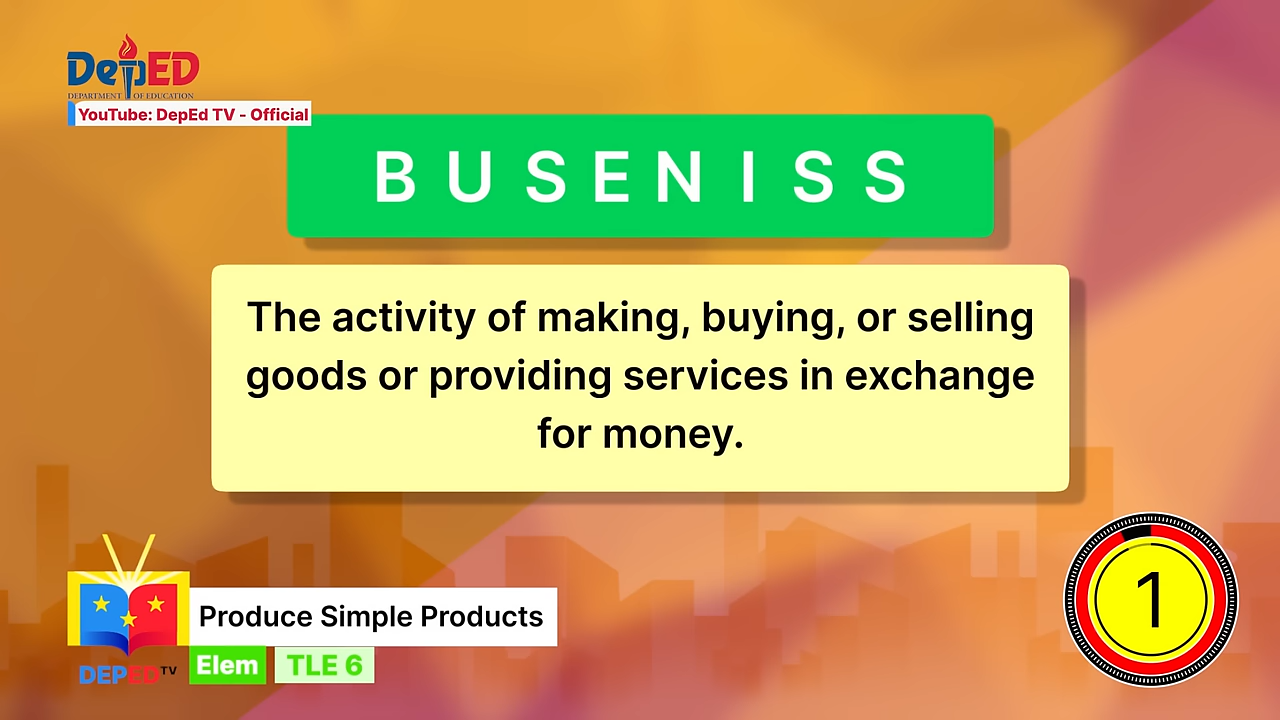 DepED
DEPARTMENT OF EDUCATION
YouTube: DepEd TV - Official
B U S E N I S S
The activity of making, buying, or selling
goods or providing services in exchange
for money.
1
Produce Simple Products
DEPED TV
Elem TLE 6